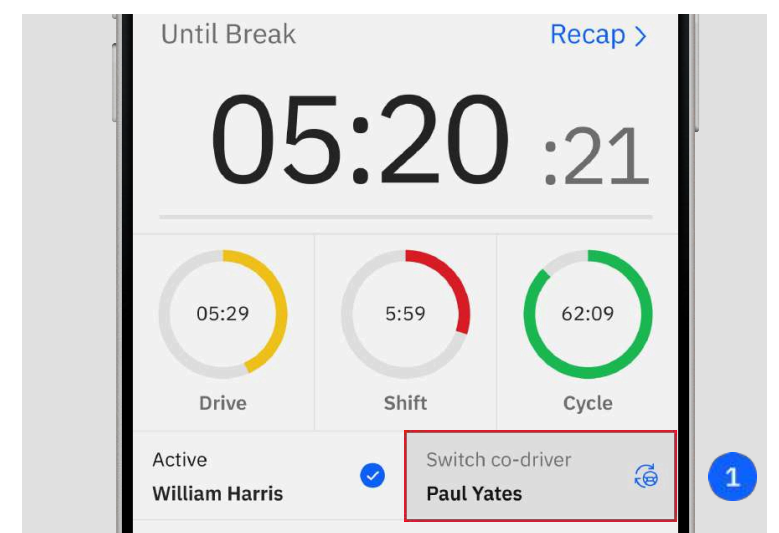 Until Break
Recap >
05:20 :21
05:29
5:59
62:09
Drive
Shift
Cycle
Active
William Harris
Switch co-driver
Paul Yates
1